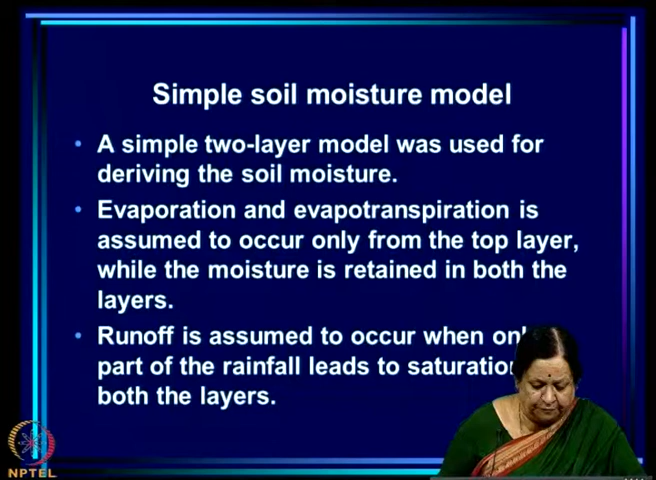 Simple soil moisture model
• A simple two-layer model was used for
deriving the soil moisture.
• Evaporation and evapotranspiration is
assumed to occur only from the top layer,
while the moisture is retained in both the
layers.
• Runoff is assumed to occur when
part of the rainfall leads to
both the layers.
NPTEL